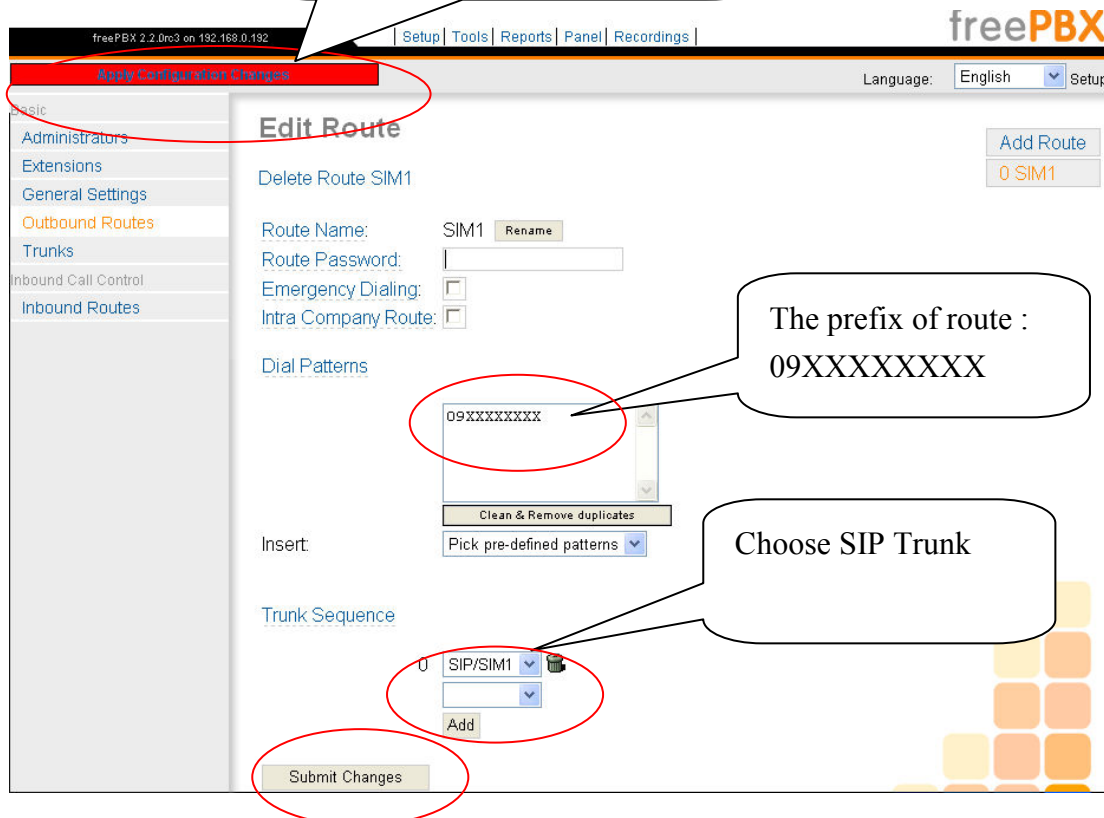 freePBX 2.2.0rc3 on 192.168.0.192
Setup | Tools | Reports | Panel | Recordings |
freePBX
Apply Configuration Changes
Language: English Setup
Basic
Administrators
Extensions
General Settings
Outbound Routes
Trunks
Inbound Call Control
Inbound Routes
Edit Route
Add Route
0 SIM1
Delete Route SIM1
Route Name: SIM1 Rename
Route Password:
Emergency Dialing:
Intra Company Route:
The prefix of route :
09XXXXXXXX
Dial Patterns
09XXXXXXXX
Clean & Remove duplicates
Insert: Pick pre-defined patterns
Choose SIP Trunk
Trunk Sequence
0 SIP/SIM1
Add
Submit Changes